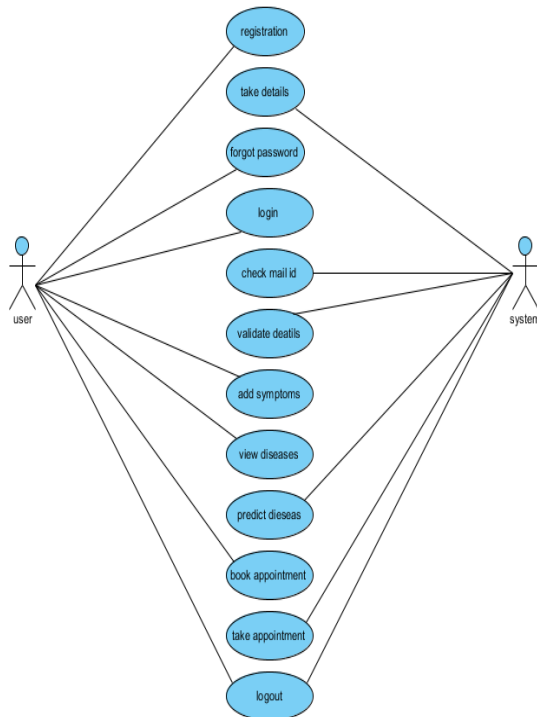 registration
take details
forgot password
login
check mail id
user
system
validate deatils
add symptoms
view diseases
predict dieseas
book appointment
take appointment
logout